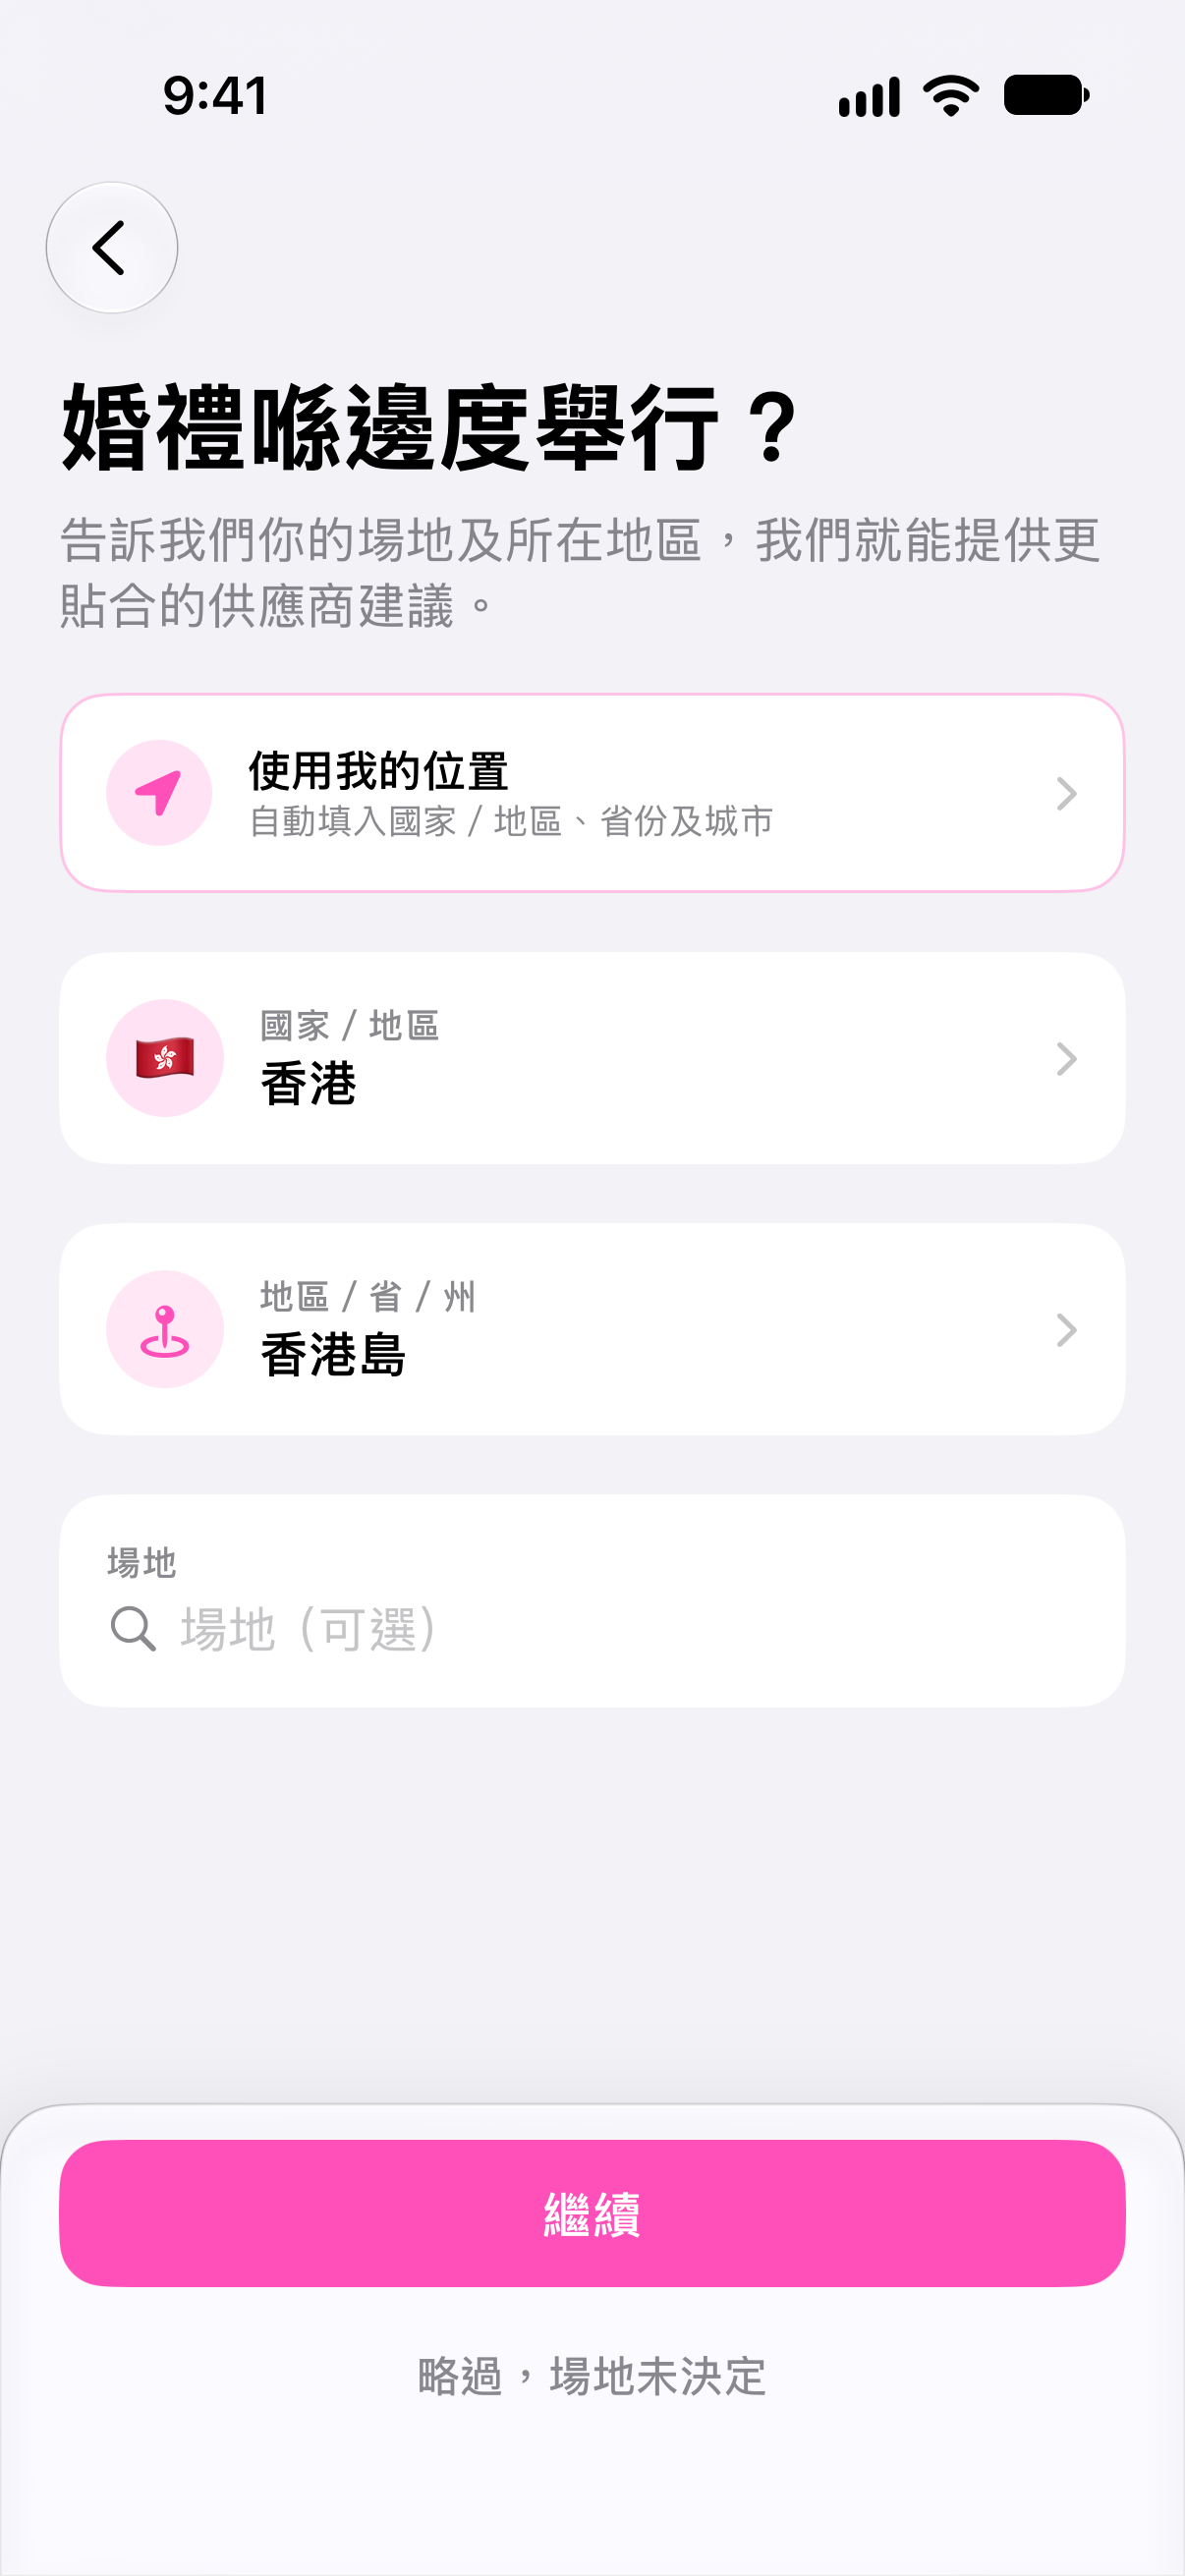 9:41
婚禮喺邊度舉行？
告訴我們你的場地及所在地區，我們就能提供更
貼合的供應商建議。
使用我的位置
自動填入國家 / 地區、省份及城市
國家 / 地區
香港
地區 / 省 / 州
香港島
場地
場地（可選）
繼續
略過，場地未決定